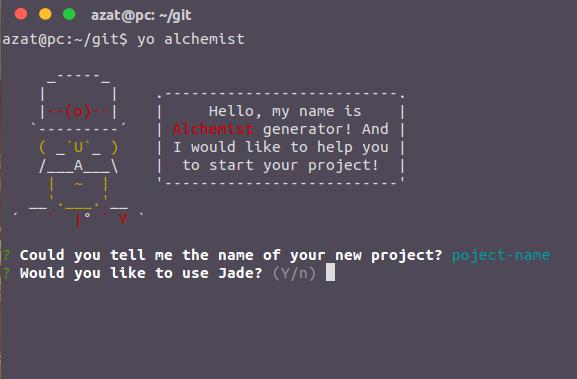 azat@pc: ~/git
azat@pc:~/git$ yo alchemist
Hello, my name is
Alchemist generator! And
I would like to help you
to start your project!
? Could you tell me the name of your new project? poject-name
? Would you like to use Jade? (Y/n)